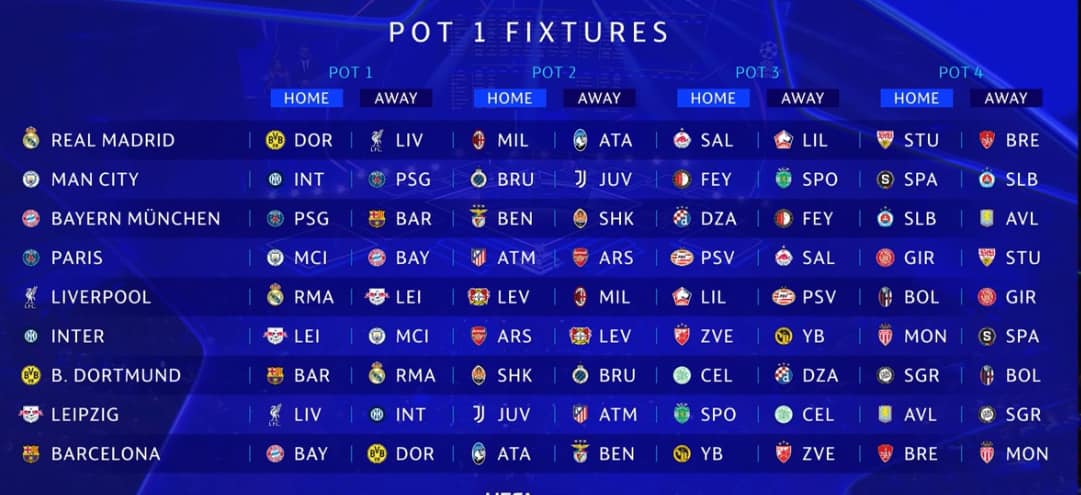 POT 1 FIXTURES
POT 1 POT 2 POT 3 POT 4
HOME AWAY HOME AWAY HOME AWAY HOME AWAY
REAL MADRID DOR LIV MIL ATA SAL LIL STU BRE
MAN CITY INT PSG BRU JUV FEY SPO SPA SLB
BAYERN MÜNCHEN PSG BAR BEN SHK DZA FEY SLB AVL
PARIS MCI BAY ATM ARS PSV SAL GIR STU
LIVERPOOL RMA LEI LEV MIL LIL PSV BOL GIR
INTER LEI MCI ARS LEV ZVE YB MON SPA
B. DORTMUND BAR RMA SHK BRU CEL DZA SGR BOL
LEIPZIG LIV INT JUV ATM SPO CEL AVL SGR
BARCELONA BAY DOR ATA BEN YB ZVE BRE MON